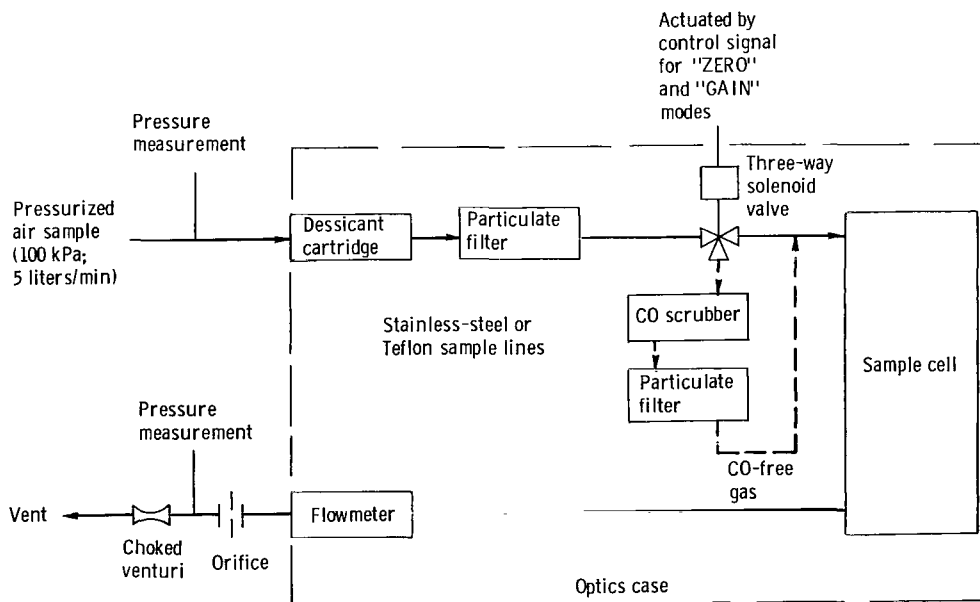 Actuated by
control signal
for "ZERO"
and "GAIN"
modes
Pressure
measurement
Three-way
solenoid
valve
Pressurized
air sample
(100 kPa;
5 liters/min)
Dessicant
cartridge
Particulate
filter
CO scrubber
Stainless-steel or
Teflon sample lines
Particulate
filter
Sample cell
Pressure
measurement
CO-free
gas
Vent
Flowmeter
Choked
venturi
Orifice
Optics case